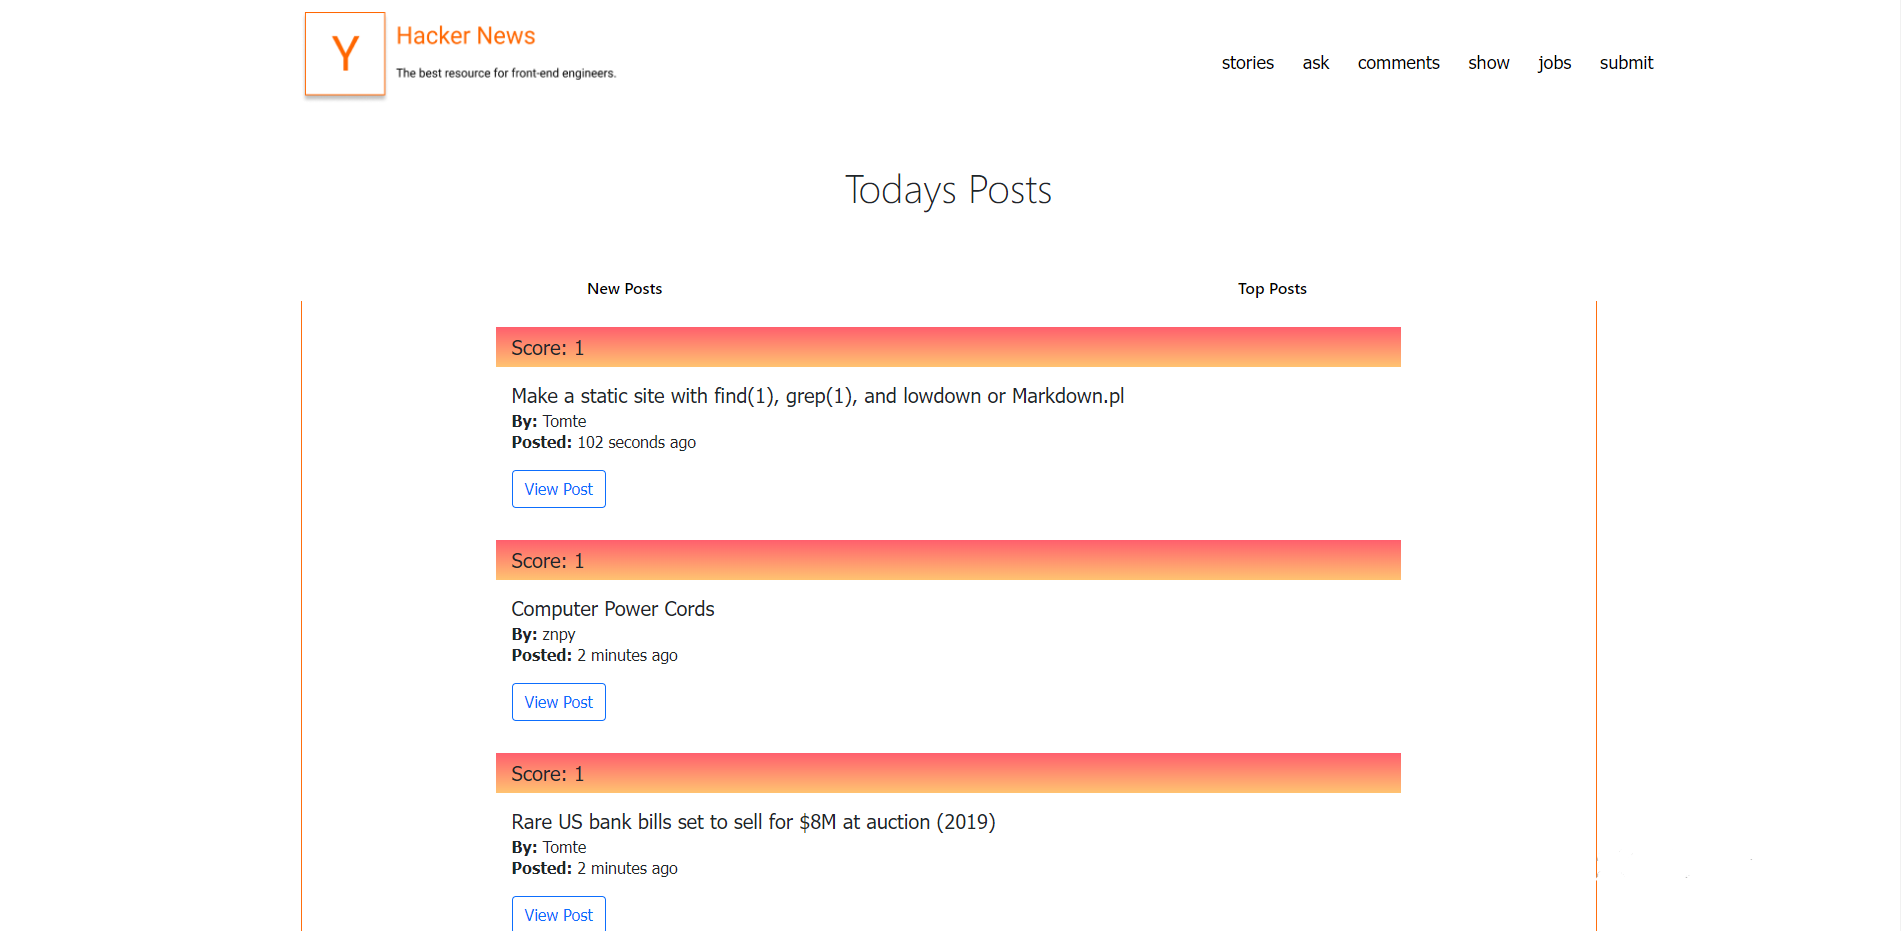 Y
Hacker News
The best resource for front-end engineers.
stories ask comments show jobs submit
Todays Posts
New Posts Top Posts
Score: 1
Make a static site with find(1), grep(1), and lowdown or Markdown.pl
By: Tomte
Posted: 102 seconds ago
View Post
Score: 1
Computer Power Cords
By: znpy
Posted: 2 minutes ago
View Post
Score: 1
Rare US bank bills set to sell for $8M at auction (2019)
By: Tomte
Posted: 2 minutes ago
View Post